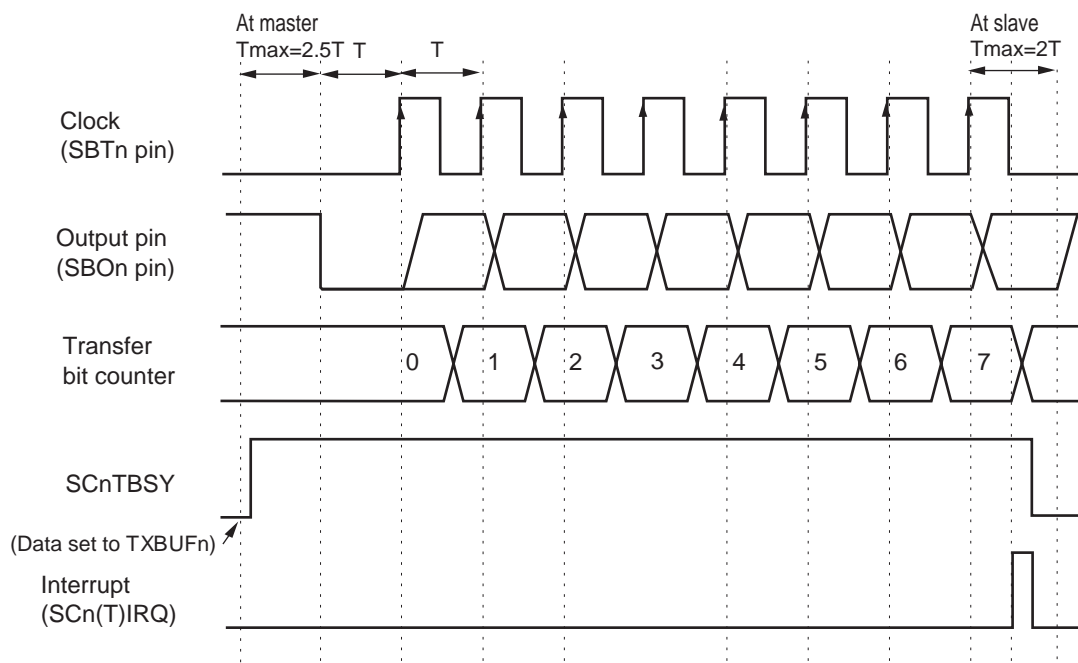 At master
Tmax=2.5T
T
T
At slave
Tmax=2T
Clock
(SBTn pin)
Output pin
(SBOn pin)
Transfer
bit counter
0 1 2 3 4 5 6 7
SCnTBSY
(Data set to TXBUFn)
Interrupt
(SCn(T)IRQ)